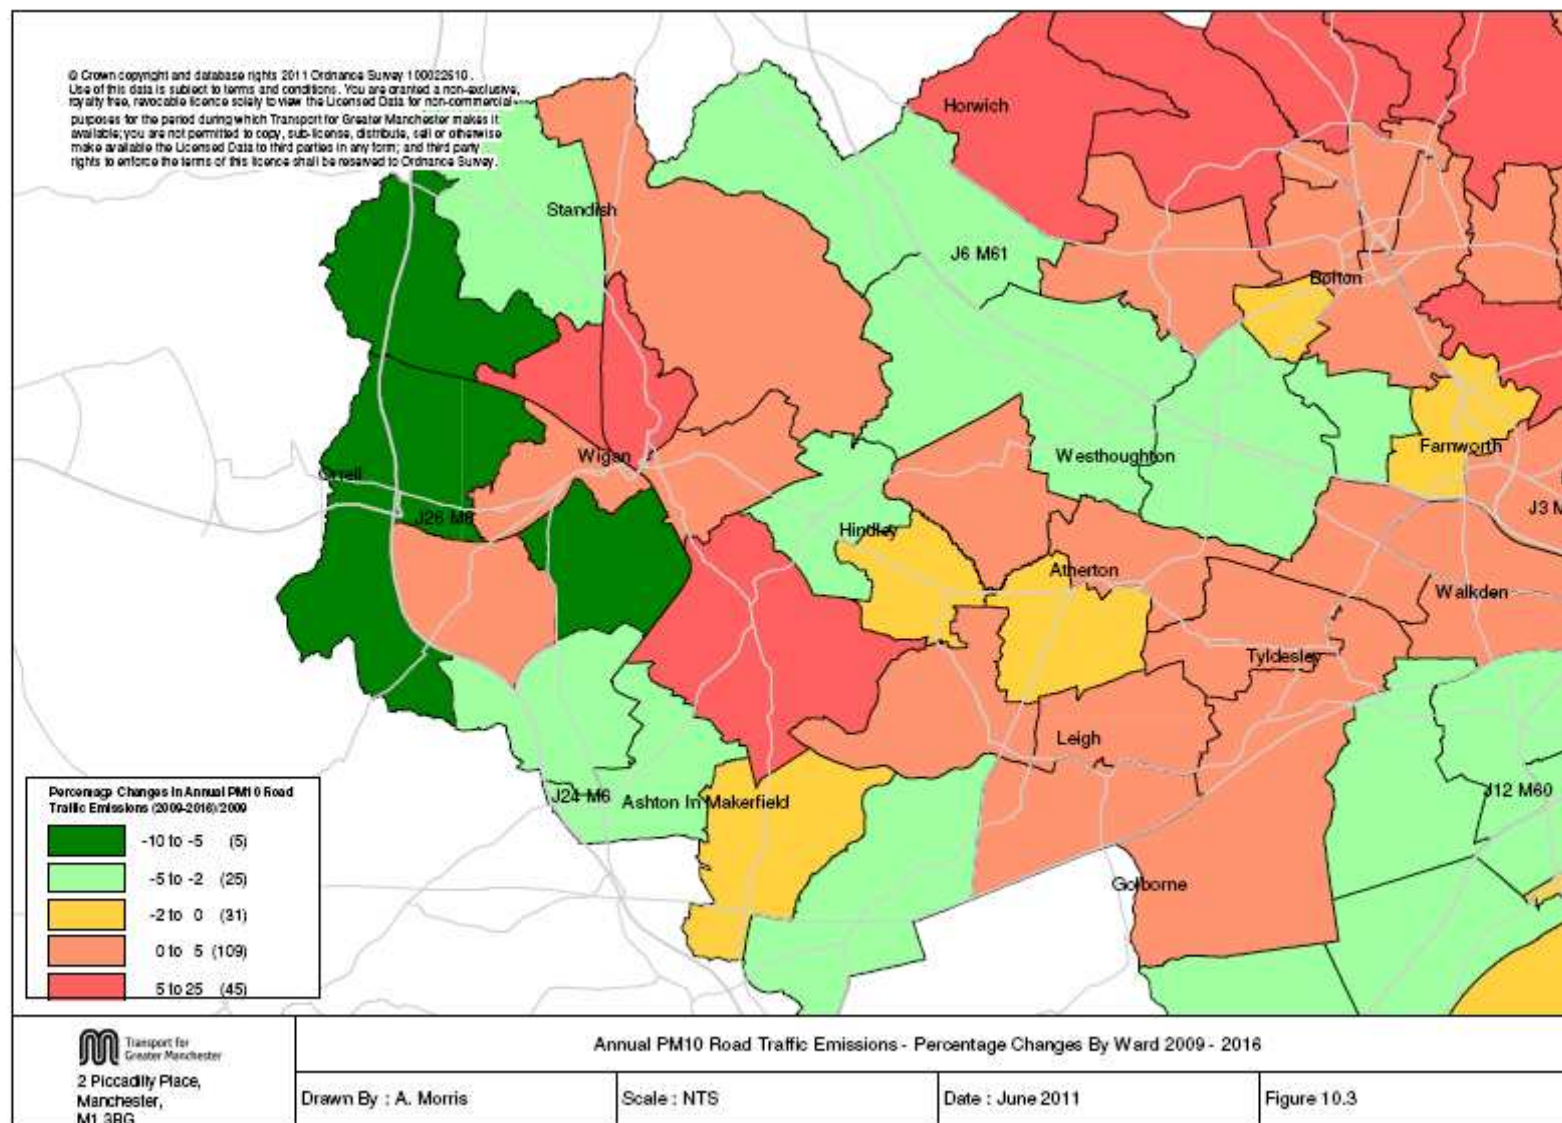 © Crown copyright and database rights 2011 Ordnance Survey 100022610 .
Use of this data is subject to terms and conditions. You are granted a non-exclusive,
royalty free, revocable licence solely to view the Licensed Data for non-commercial
purposes for the period during which Transport for Greater Manchester makes it
available; you are not permitted to copy, sub-license, distribute, sell or otherwise
make available the Licensed Data to third parties in any form; and third party
rights to enforce the terms of this licence shall be reserved to Ordnance Survey.
Horwich
Standish
J6 M61
Bolton
Westhoughton
Farnworth
Wigan
Orrell
J26 M6
J3 M
Hindley
Atherton
Walkden
Tyldesley
Leigh
J24 M6
Ashton In Makerfield
J12 M60
Golborne
Percentage Changes in Annual PM10 Road
Traffic Emissions (2009-2016)/2009
-10 to -5 (5)
-5 to -2 (25)
-2 to 0 (31)
0 to 5 (109)
5 to 25 (45)
Transport for
Greater Manchester
2 Piccadilly Place,
Manchester,
M1 3BG
Annual PM10 Road Traffic Emissions - Percentage Changes By Ward 2009 - 2016
Drawn By : A. Morris
Scale : NTS
Date : June 2011
Figure 10.3